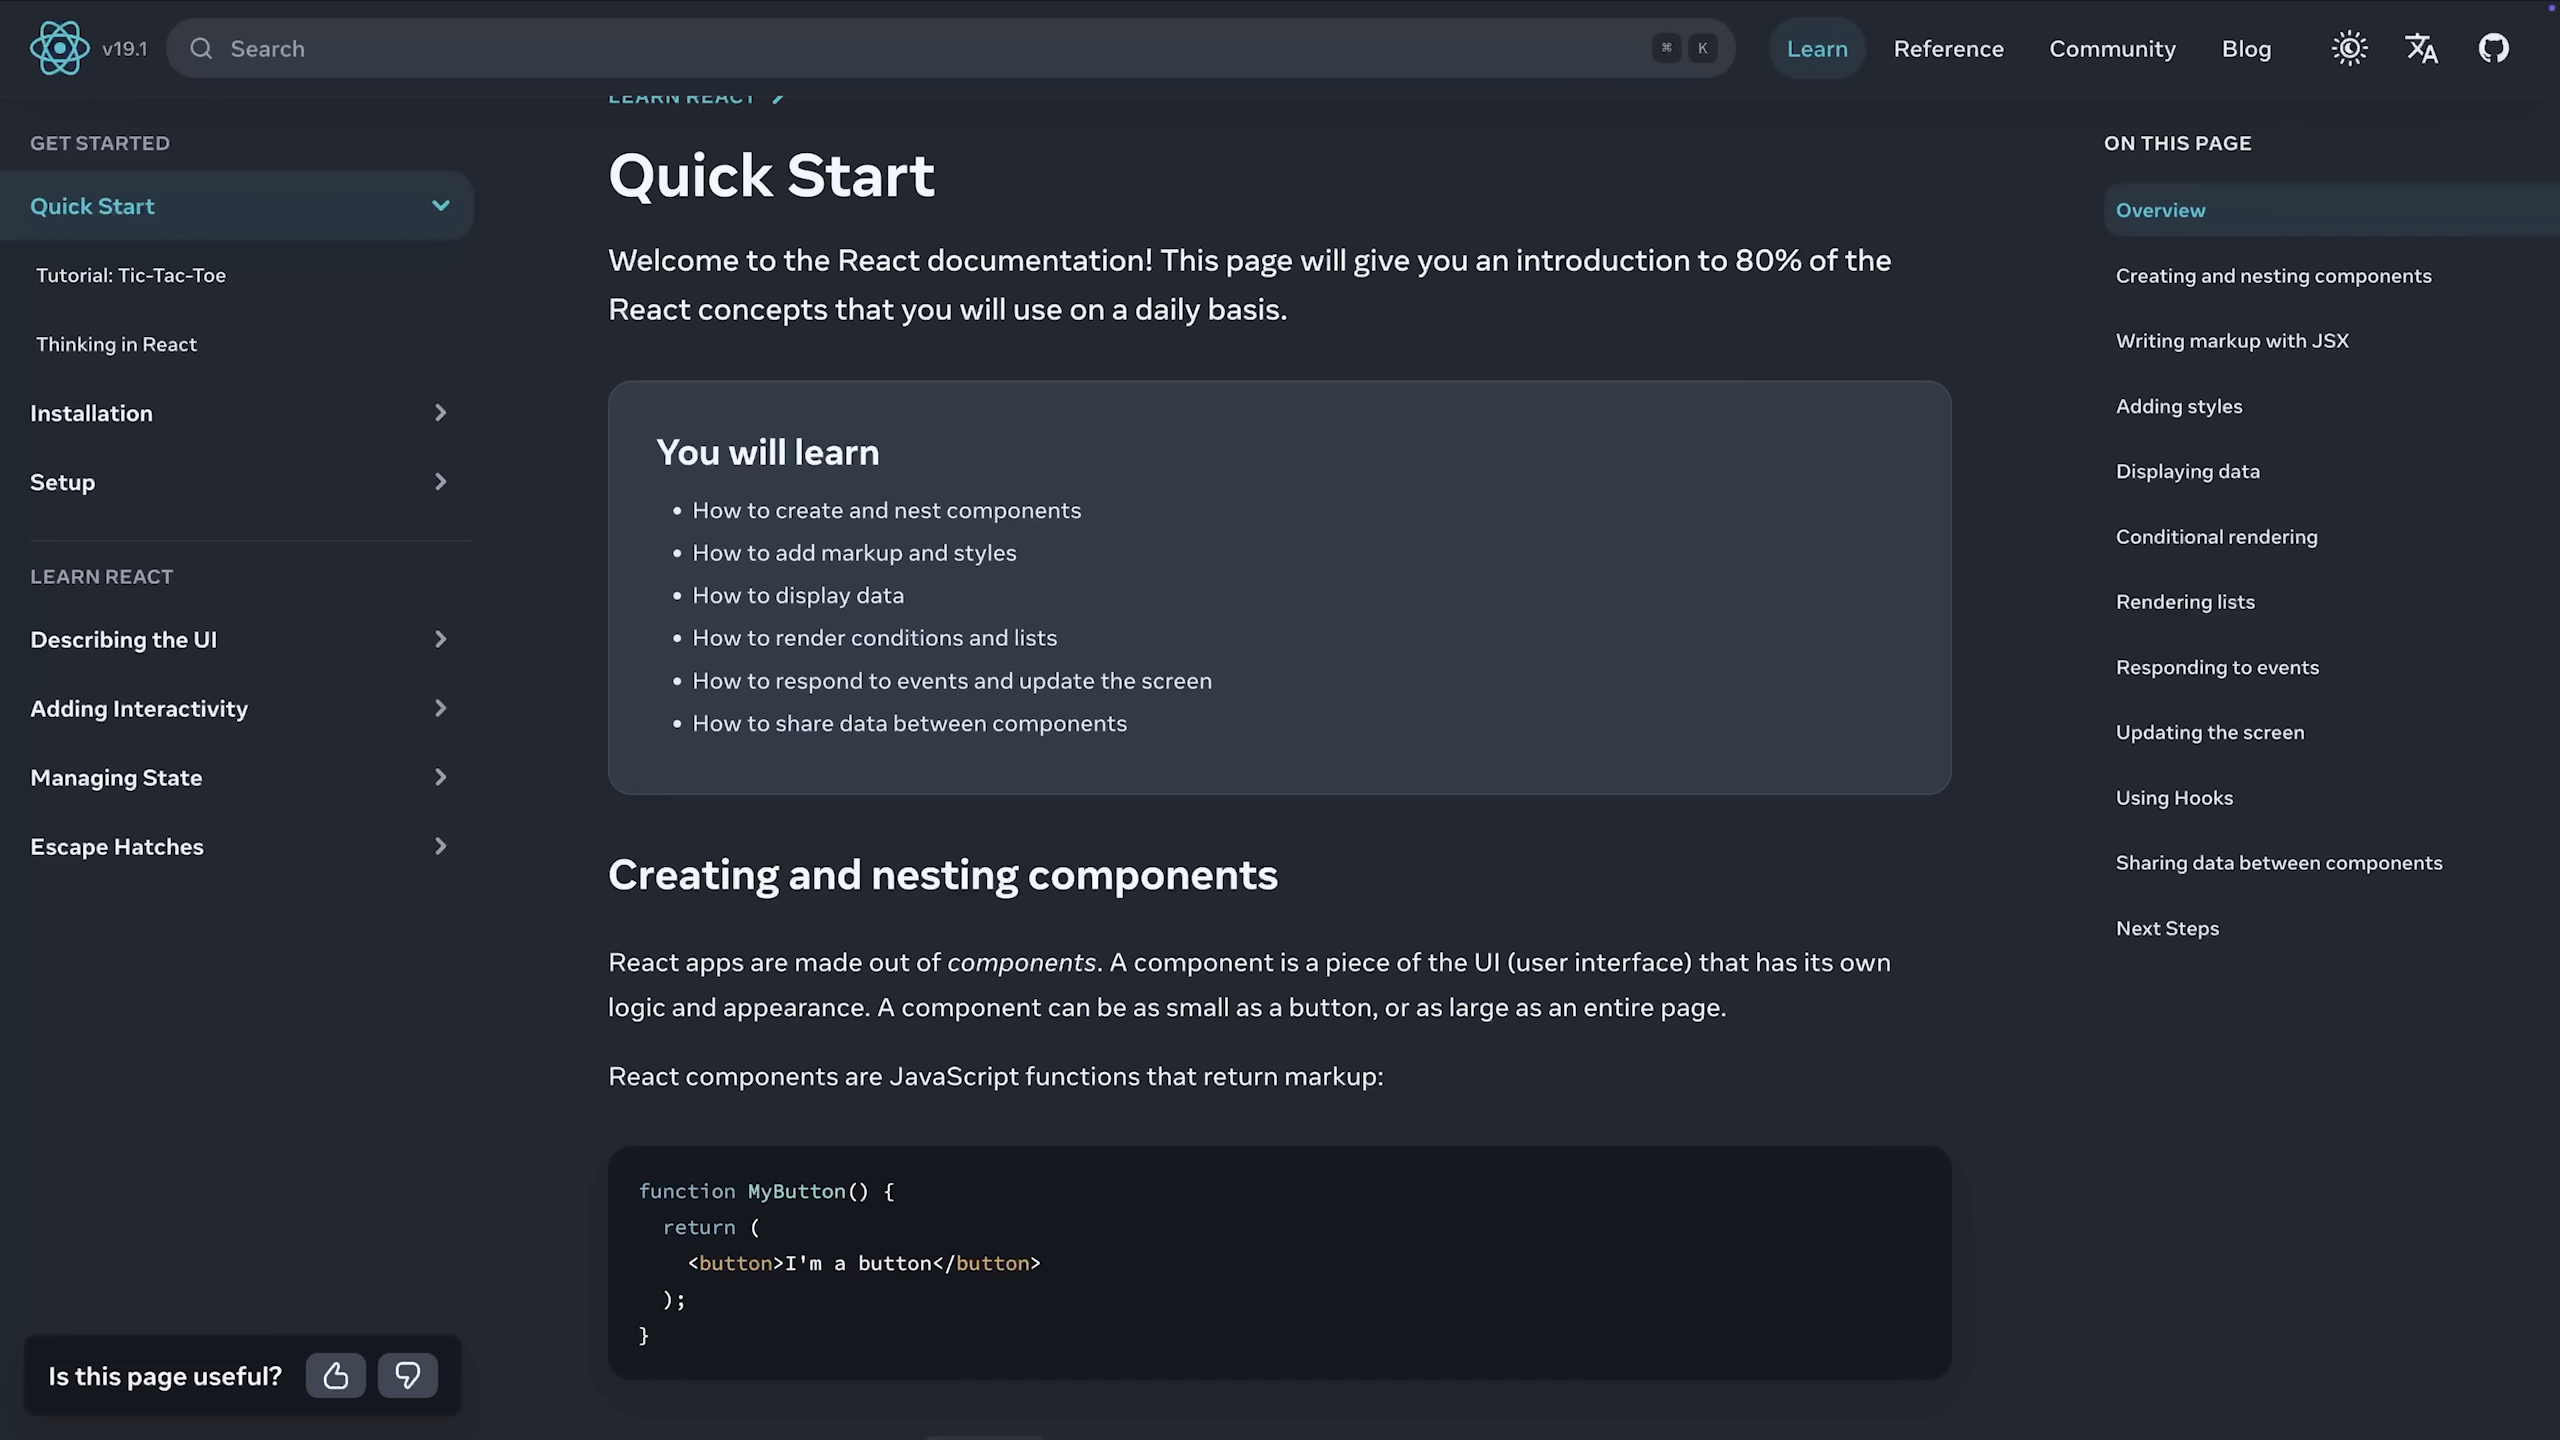 v19.1
Search
⌘ K
Learn
Reference
Community
Blog
GET STARTED
Quick Start
Tutorial: Tic-Tac-Toe
Thinking in React
Installation
Setup
LEARN REACT
Describing the UI
Adding Interactivity
Managing State
Escape Hatches
Is this page useful?
LEARN REACT
Quick Start
Welcome to the React documentation! This page will give you an introduction to 80% of the
React concepts that you will use on a daily basis.
You will learn
• How to create and nest components
• How to add markup and styles
• How to display data
• How to render conditions and lists
• How to respond to events and update the screen
• How to share data between components
Creating and nesting components
React apps are made out of components. A component is a piece of the UI (user interface) that has its own
logic and appearance. A component can be as small as a button, or as large as an entire page.
React components are JavaScript functions that return markup:
function MyButton() {
  return (
    <button>I'm a button</button>
  );
}
ON THIS PAGE
Overview
Creating and nesting components
Writing markup with JSX
Adding styles
Displaying data
Conditional rendering
Rendering lists
Responding to events
Updating the screen
Using Hooks
Sharing data between components
Next Steps